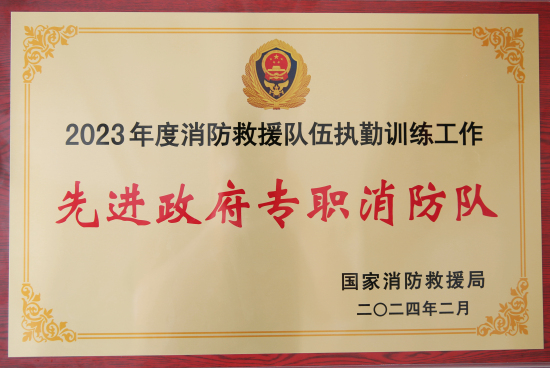 2023年度消防救援队伍执勤训练工作
先进政府专职消防队
国家消防救援局
二〇二四年二月